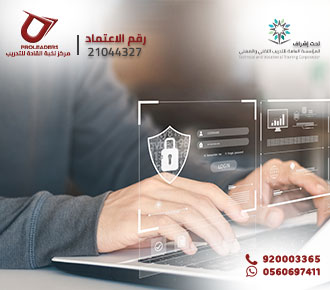 تحت إشراف
المؤسسة العامة للتدريب التقني والمهني
Technical and Vocational Training Corporation
رقم الاعتماد
21044327
PROLEADERS
مركز نخبة القادة للتدريب
LOGIN
920003365
0560697411